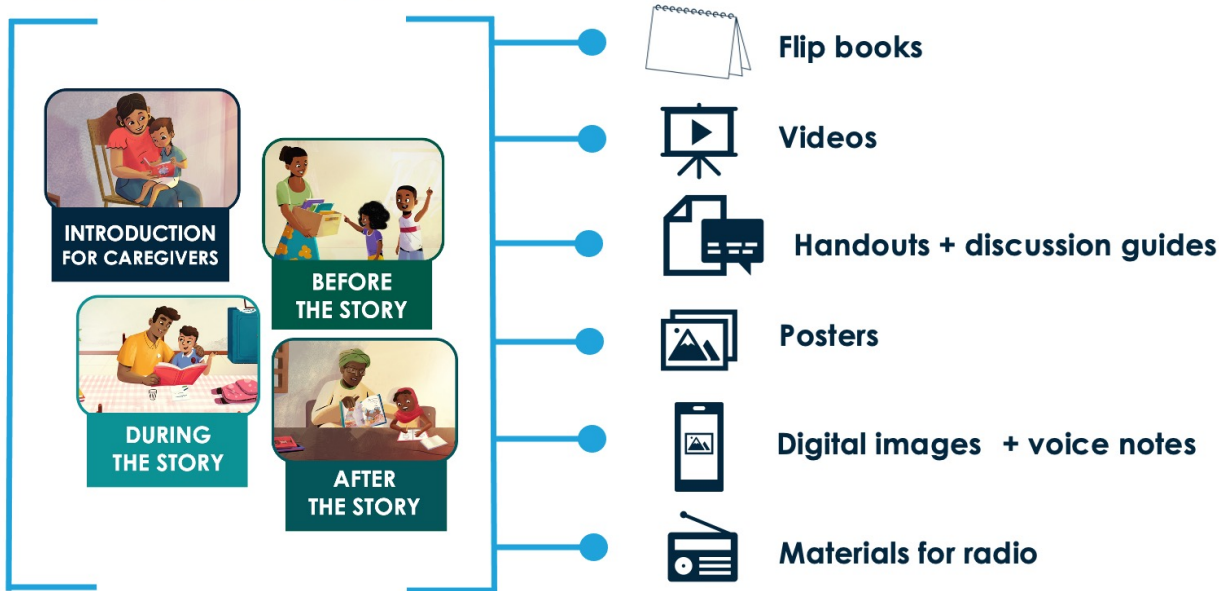 INTRODUCTION
FOR CAREGIVERS
BEFORE
THE STORY
DURING
THE STORY
AFTER
THE STORY
Flip books
Videos
Handouts + discussion guides
Posters
Digital images + voice notes
Materials for radio